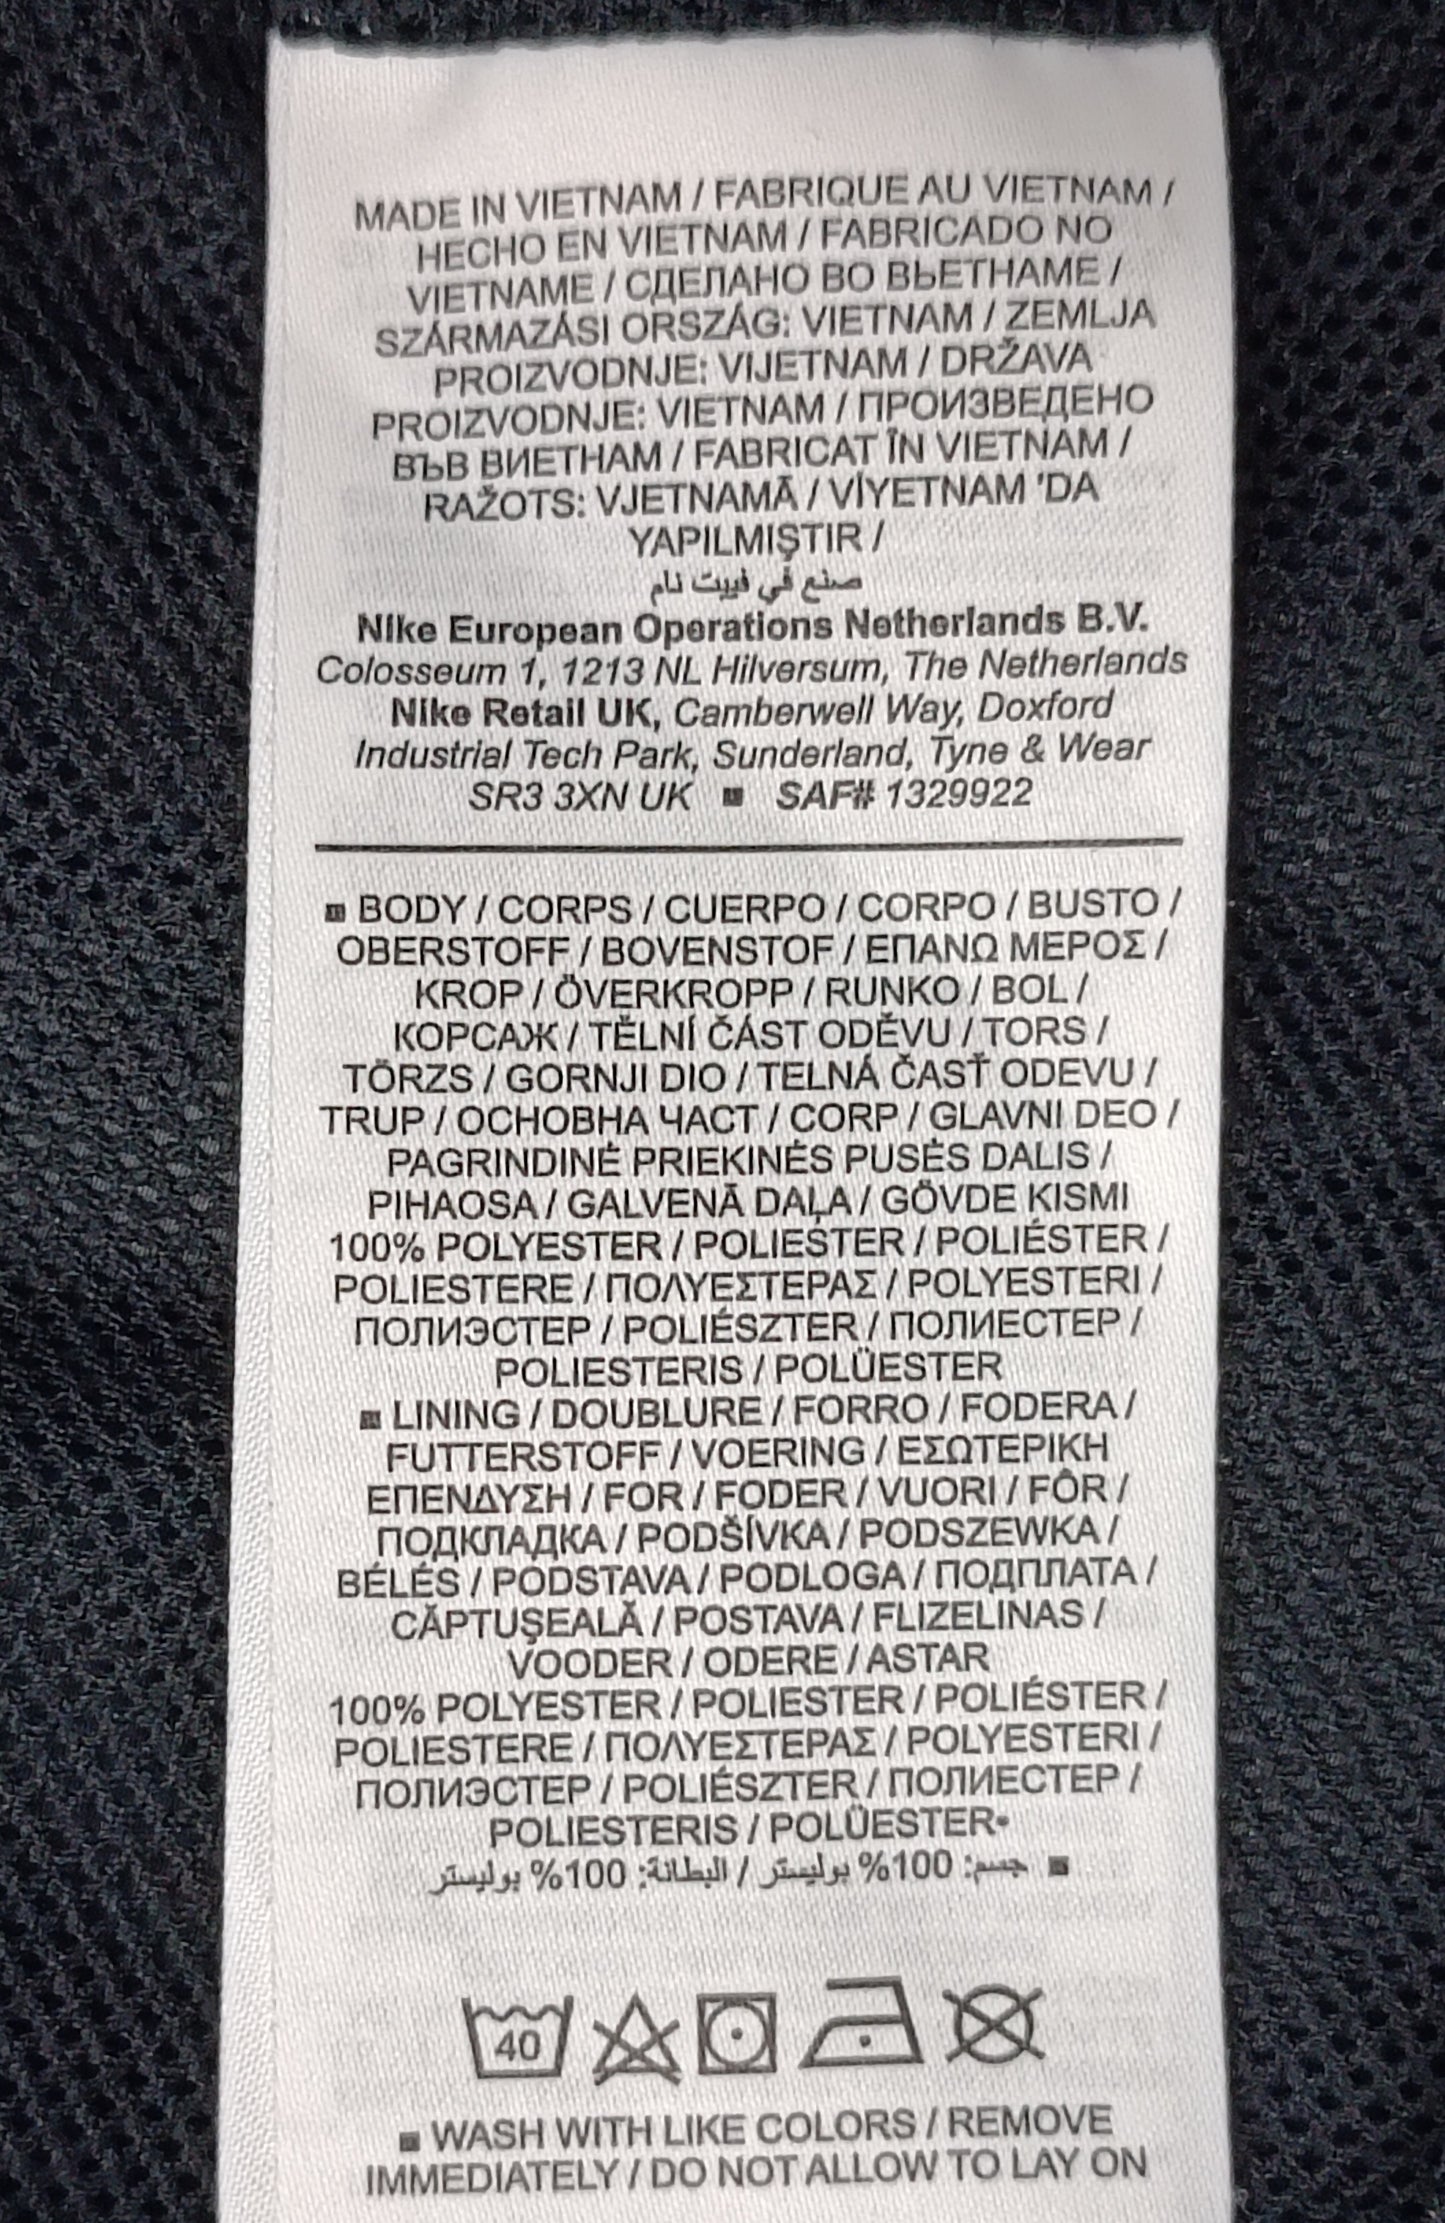 MADE IN VIETNAM / FABRIQUE AU VIETNAM /
HECHO EN VIETNAM / FABRICADO NO
VIETNAME / СДЕЛАНО ВО ВЬЕТНАМЕ /
SZÁRMAZÁSI ORSZÁG: VIETNAM / ZEMLJA
PROIZVODNJE: VIJETNAM / DRŽAVA
PROIZVODNJE: VIETNAM / ПРОИЗВЕДЕНО
ВЪВ ВИЕТНАМ / FABRICAT ÎN VIETNAM /
RAŽOTS: VJETNAMĀ / VİYETNAM 'DA
YAPILMIŞTIR /
صنع في فييت نام
Nike European Operations Netherlands B.V.
Colosseum 1, 1213 NL Hilversum, The Netherlands
Nike Retail UK, Camberwell Way, Doxford
Industrial Tech Park, Sunderland, Tyne & Wear
SR3 3XN UK ■ SAF# 1329922
■ BODY / CORPS / CUERPO / CORPO / BUSTO /
OBERSTOFF / BOVENSTOF / ΕΠΑΝΩ ΜΕΡΟΣ /
KROP / ÖVERKROPP / RUNKO / BOL /
КОРСАЖ / TĚLNÍ ČÁST ODĚVU / TORS /
TÖRZS / GORNJI DIO / TELNÁ ČASŤ ODEVU /
TRUP / ОСНОВНА ЧАСТ / CORP / GLAVNI DEO /
PAGRINDINĖ PRIEKINĖS PUSĖS DALIS /
PIHAOSA / GALVENĀ DAĻA / GÖVDE KISMI
100% POLYESTER / POLIESTER / POLIÉSTER /
POLIESTERE / ΠΟΛΥΕΣΤΕΡΑΣ / POLYESTERI /
ПОЛИЭСТЕР / POLIÉSZTER / ПОЛИЕСТЕР /
POLIESTERIS / POLÜESTER
■ LINING / DOUBLURE / FORRO / FODERA /
FUTTERSTOFF / VOERING / ΕΣΩΤΕΡΙΚΗ
ΕΠΕΝΔΥΣΗ / FOR / FODER / VUORI / FÔR /
ПОДКЛАДКА / PODŠÍVKA / PODSZEWKA /
BÉLÉS / PODSTAVA / PODLOGA / ПОДПЛАТА /
CĂPTUŞEALĂ / POSTAVA / FLIZELINAS /
VOODER / ODERE / ASTAR
100% POLYESTER / POLIESTER / POLIÉSTER /
POLIESTERE / ΠΟΛΥΕΣΤΕΡΑΣ / POLYESTERI /
ПОЛИЭСТЕР / POLIÉSZTER / ПОЛИЕСТЕР /
POLIESTERIS / POLÜESTER•
■ جسم: 100% بوليستر / البطانة: 100% بوليستر
40
■ WASH WITH LIKE COLORS / REMOVE
IMMEDIATELY / DO NOT ALLOW TO LAY ON